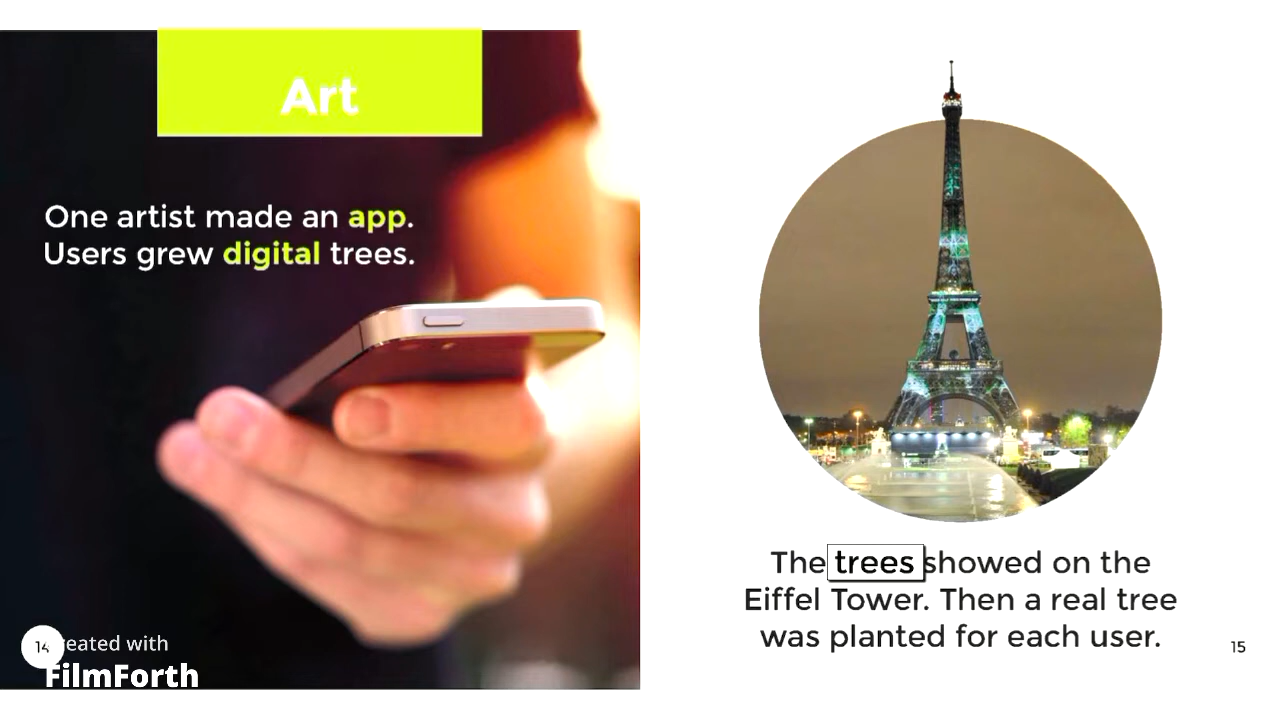 Art
One artist made an app.
Users grew digital trees.
14
reated with
FilmForth
The trees showed on the
Eiffel Tower. Then a real tree
was planted for each user.
15